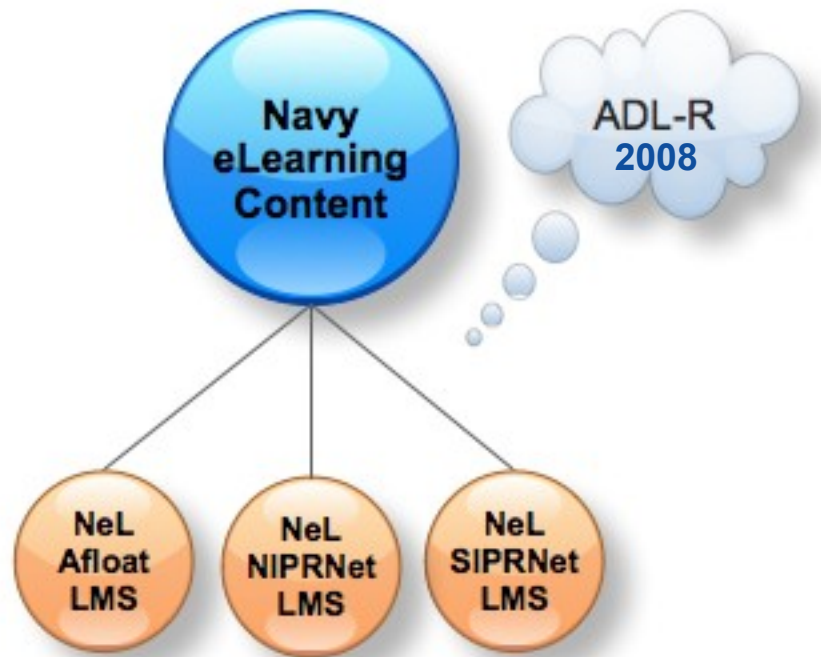 Navy
eLearning
Content
ADL-R
2008
NeL
Afloat
LMS
NeL
NIPRNet
LMS
NeL
SIPRNet
LMS